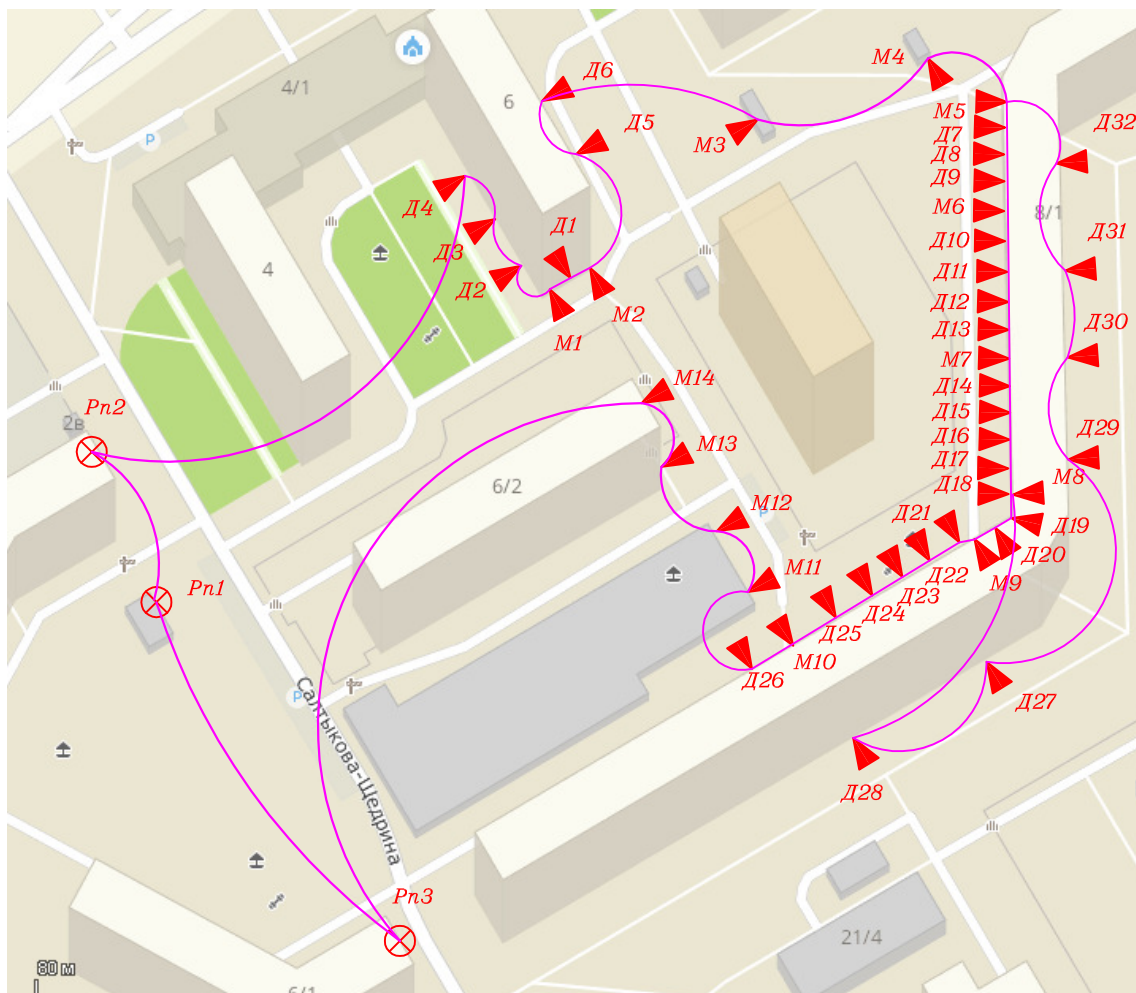 4/1
6
Д6
М4
Р
Д5
М3
М5
Д7
Д8
Д32
Д9
М6
8/1
Д4
Д1
Д3
Д10
Д31
4
Д2
Д11
М1
М2
Д12
Д13
Д30
М7
М14
Д14
Рп2
2в
Д15
М13
Д16
Д29
Д17
6/2
М12
Д18
М8
Р
Д21
Д19
Д20
М11
Д22
М9
Рп1
Д23
Д24
Д25
М10
Д26
Р
Салтыкова-Щедрина
Д27
Д28
Рп3
21/4
80 м
6/1